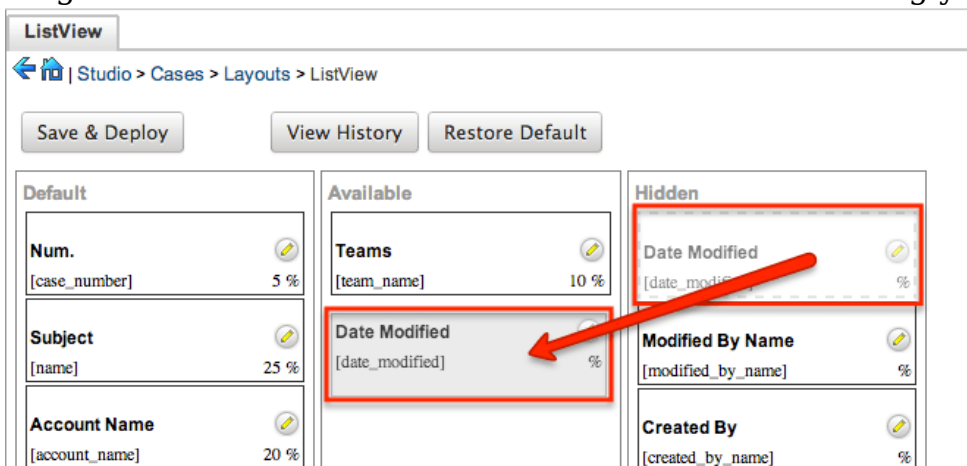 ListView
| Studio > Cases > Layouts > ListView
Save & Deploy View History Restore Default
Default
Num.
[case_number] 5 %
Subject
[name] 25 %
Account Name
[account_name] 20 %
Available
Teams
[team_name] 10 %
Date Modified
[date_modified] %
Hidden
Date Modified
[date_modified] %
Modified By Name
[modified_by_name] %
Created By
[created_by_name] %